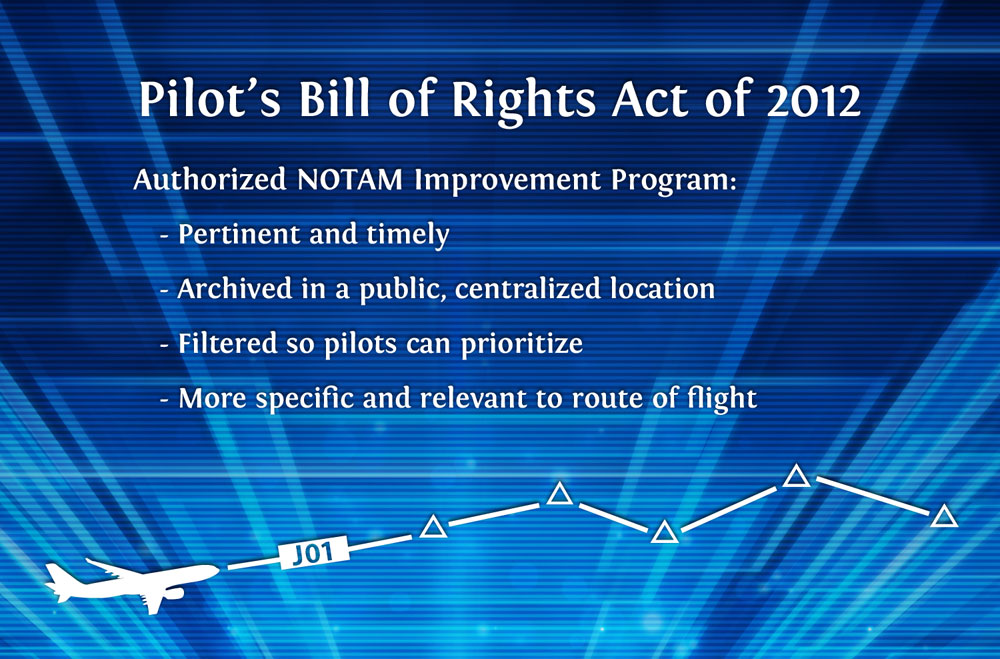 Pilot's Bill of Rights Act of 2012
Authorized NOTAM Improvement Program:
- Pertinent and timely
- Archived in a public, centralized location
- Filtered so pilots can prioritize
- More specific and relevant to route of flight
J01